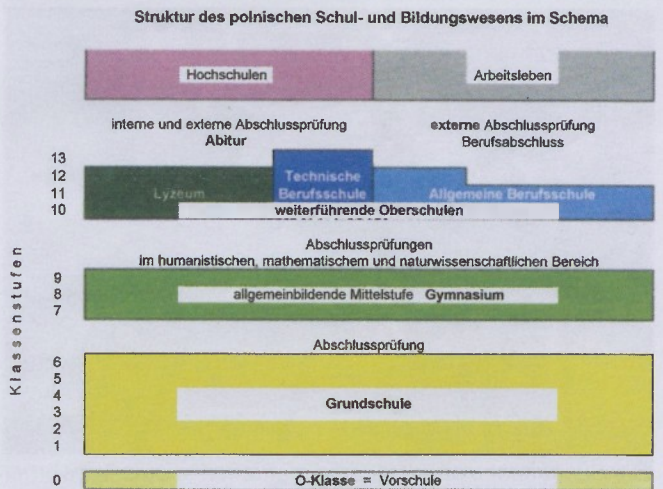 Struktur des polnischen Schul- und Bildungswesens im Schema
Hochschulen
Arbeitsleben
interne und externe Abschlussprüfung
Abitur
externe Abschlussprüfung
Berufsabschluss
13
12
11
10
Lyzeum
Technische
Berufsschule
Allgemeine Berufsschule
weiterführende Oberschulen
Abschlussprüfungen
im humanistischen, mathematischem und naturwissenschaftlichen Bereich
9
8
7
allgemeinbildende Mittelstufe Gymnasium
Klassenstufen
Abschlussprüfung
6
5
4
3
2
1
Grundschule
0
O-Klasse = Vorschule